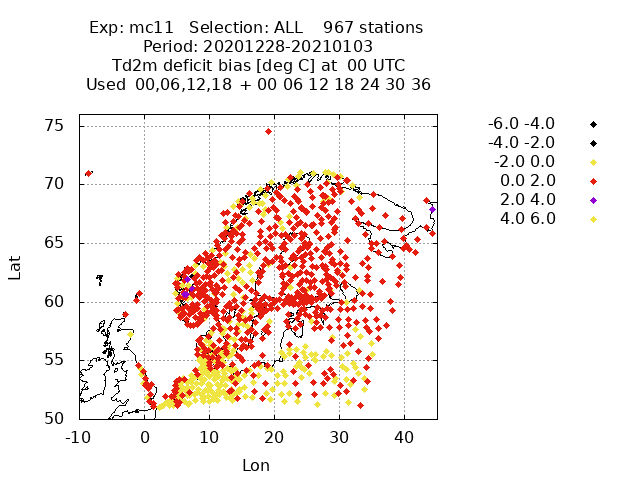 Exp: mc11 Selection: ALL 967 stations
Period: 20201228-20210103
Td2m deficit bias [deg C] at 00 UTC
Used 00,06,12,18 + 00 06 12 18 24 30 36
75
70
65
60
55
50
Lat
-10 0 10 20 30 40
Lon
-6.0 -4.0
-4.0 -2.0
-2.0 0.0
0.0 2.0
2.0 4.0
4.0 6.0